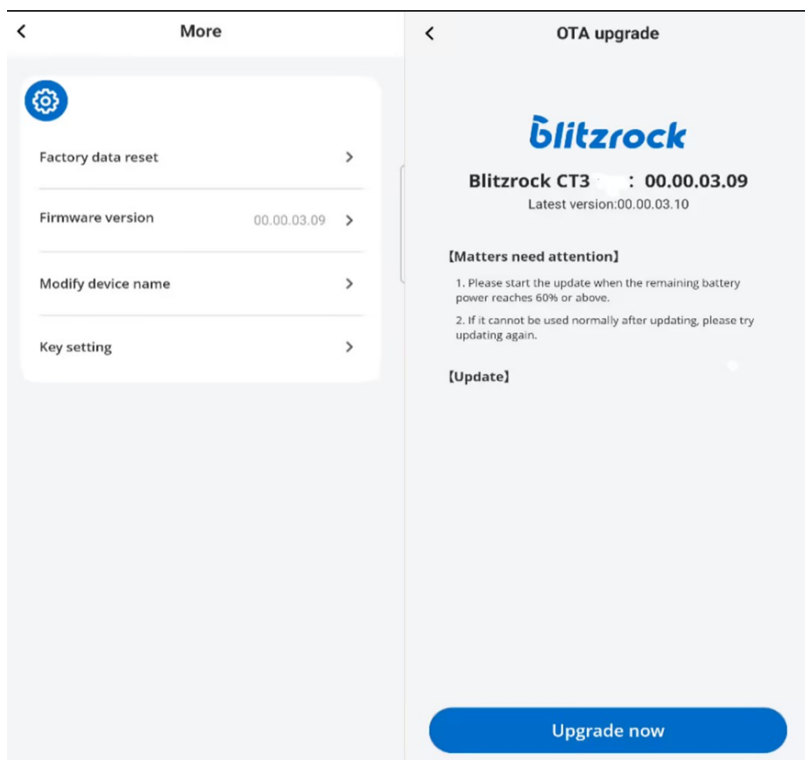 More
Factory data reset
Firmware version 00.00.03.09
Modify device name
Key setting
OTA upgrade
blitzrock
Blitzrock CT3 : 00.00.03.09
Latest version:00.00.03.10
【Matters need attention】
1. Please start the update when the remaining battery
power reaches 60% or above.
2. If it cannot be used normally after updating, please try
updating again.
【Update】
Upgrade now